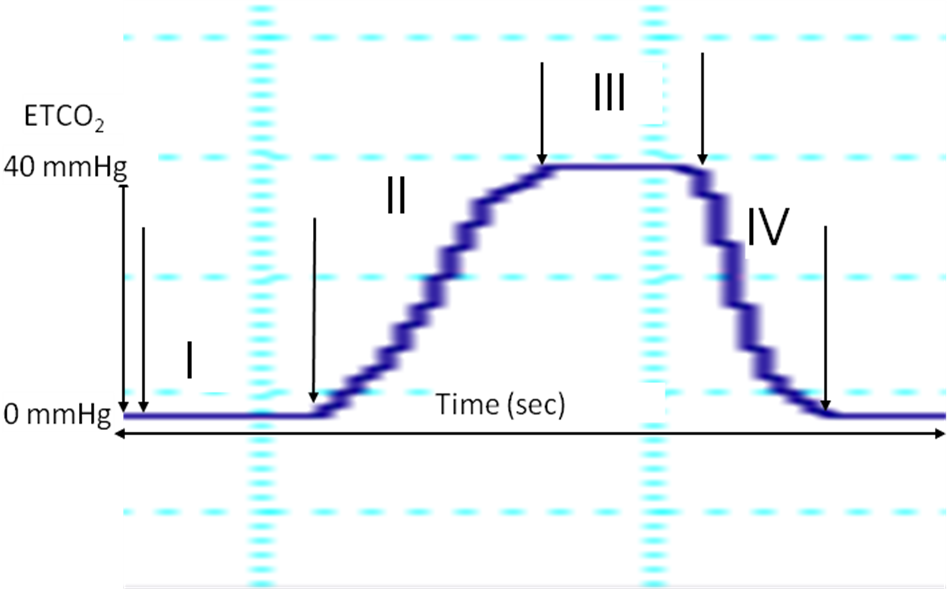 III
ETCO₂
40 mmHg
II
IV
I
0 mmHg
Time (sec)